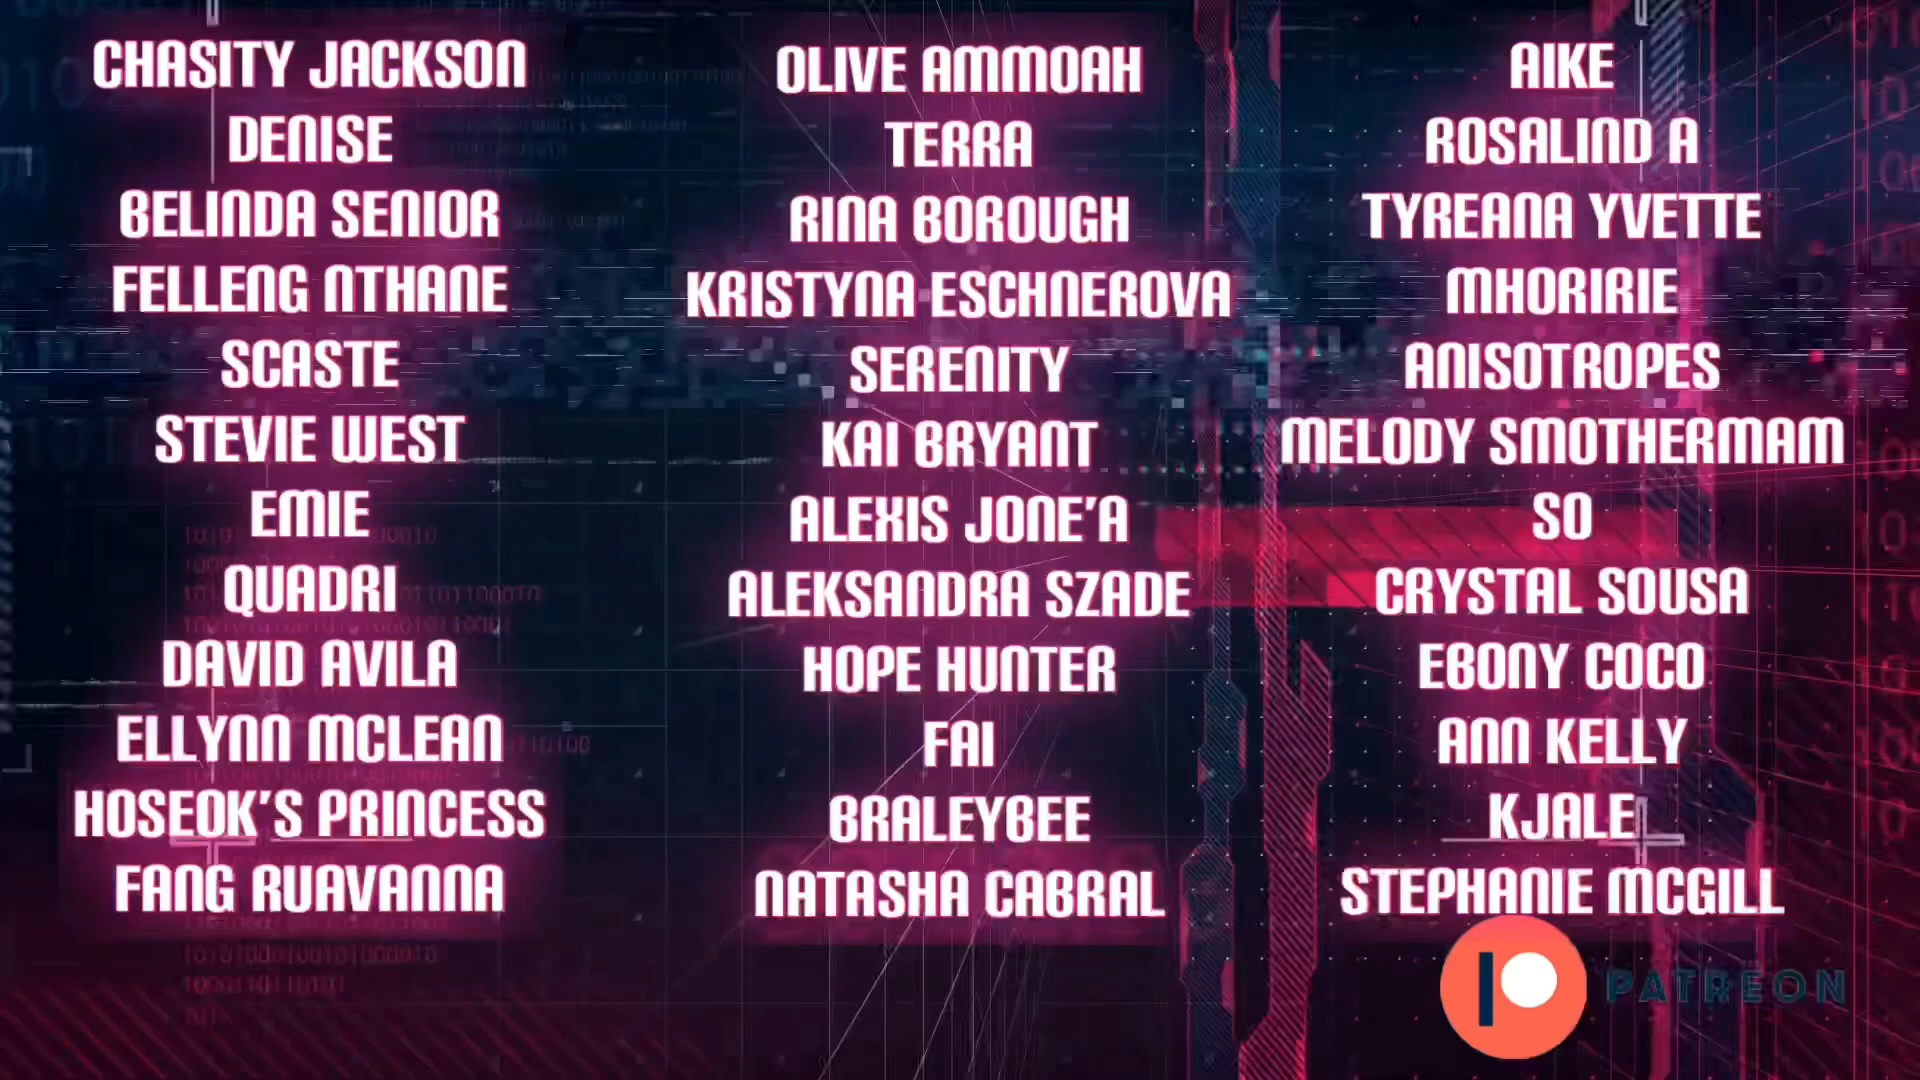 CHASITY JACKSON
DENISE
BELINDA SENIOR
FELLENG NTHANE
SCASTE
STEVIE WEST
EMIE
QUADRI
DAVID AVILA
ELLYNN MCLEAN
HOSEOK'S PRINCESS
FANG RUAVANNA
OLIVE AMMOAH
TERRA
RINA BOROUGH
KRISTYNA ESCHNEROVA
SERENITY
KAI BRYANT
ALEXIS JONE'A
ALEKSANDRA SZADE
HOPE HUNTER
FAI
BRALEYBEE
NATASHA CABRAL
AIKE
ROSALIND A
TYREANA YVETTE
MHORIRIE
ANISOTROPES
MELODY SMOTHERMAM
SO
CRYSTAL SOUSA
EBONY COCO
ANN KELLY
KJALE
STEPHANIE MCGILL
PATREON